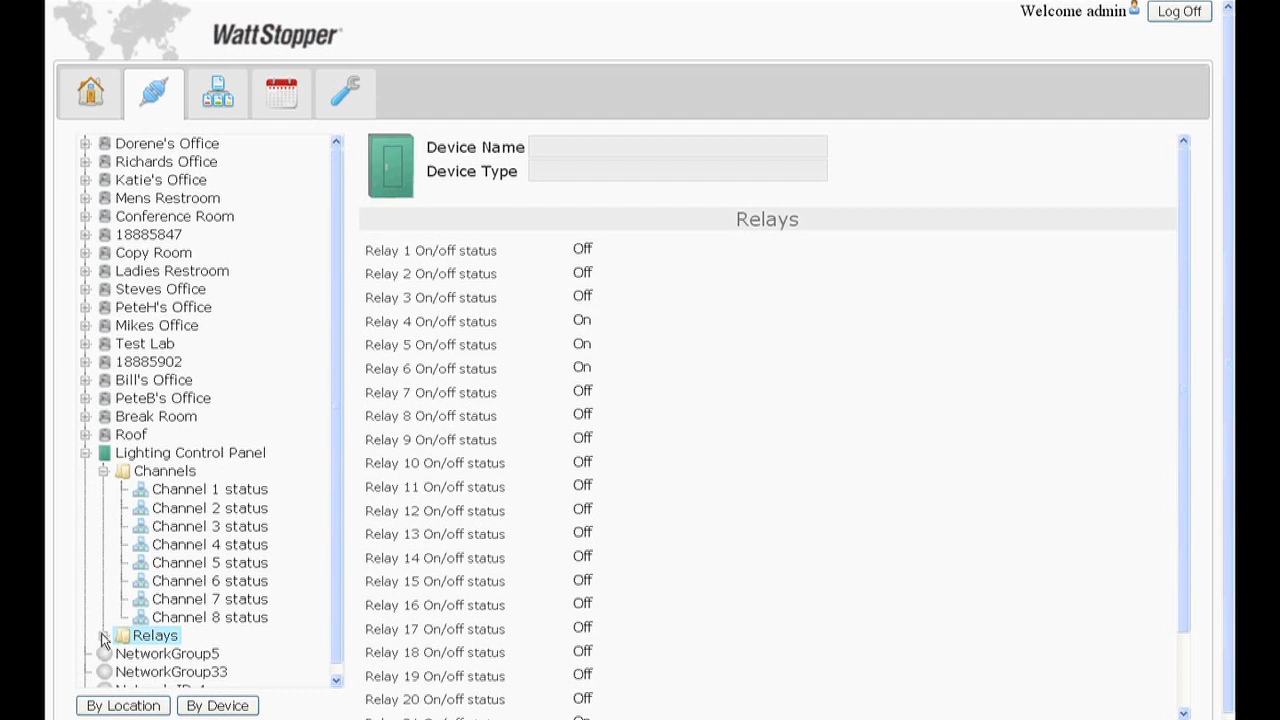 Welcome admin
Log Off
WattStopper
Dorene's Office
Richards Office
Katie's Office
Mens Restroom
Conference Room
18885847
Copy Room
Ladies Restroom
Steves Office
PeteH's Office
Mikes Office
Test Lab
18885902
Bill's Office
PeteB's Office
Break Room
Roof
Lighting Control Panel
Channels
Channel 1 status
Channel 2 status
Channel 3 status
Channel 4 status
Channel 5 status
Channel 6 status
Channel 7 status
Channel 8 status
Relays
NetworkGroup5
NetworkGroup33
By Location
By Device
Device Name
Device Type
Relays
Relay 1 On/off status Off
Relay 2 On/off status Off
Relay 3 On/off status Off
Relay 4 On/off status On
Relay 5 On/off status On
Relay 6 On/off status On
Relay 7 On/off status Off
Relay 8 On/off status Off
Relay 9 On/off status Off
Relay 10 On/off status Off
Relay 11 On/off status Off
Relay 12 On/off status Off
Relay 13 On/off status Off
Relay 14 On/off status Off
Relay 15 On/off status Off
Relay 16 On/off status Off
Relay 17 On/off status Off
Relay 18 On/off status Off
Relay 19 On/off status Off
Relay 20 On/off status Off